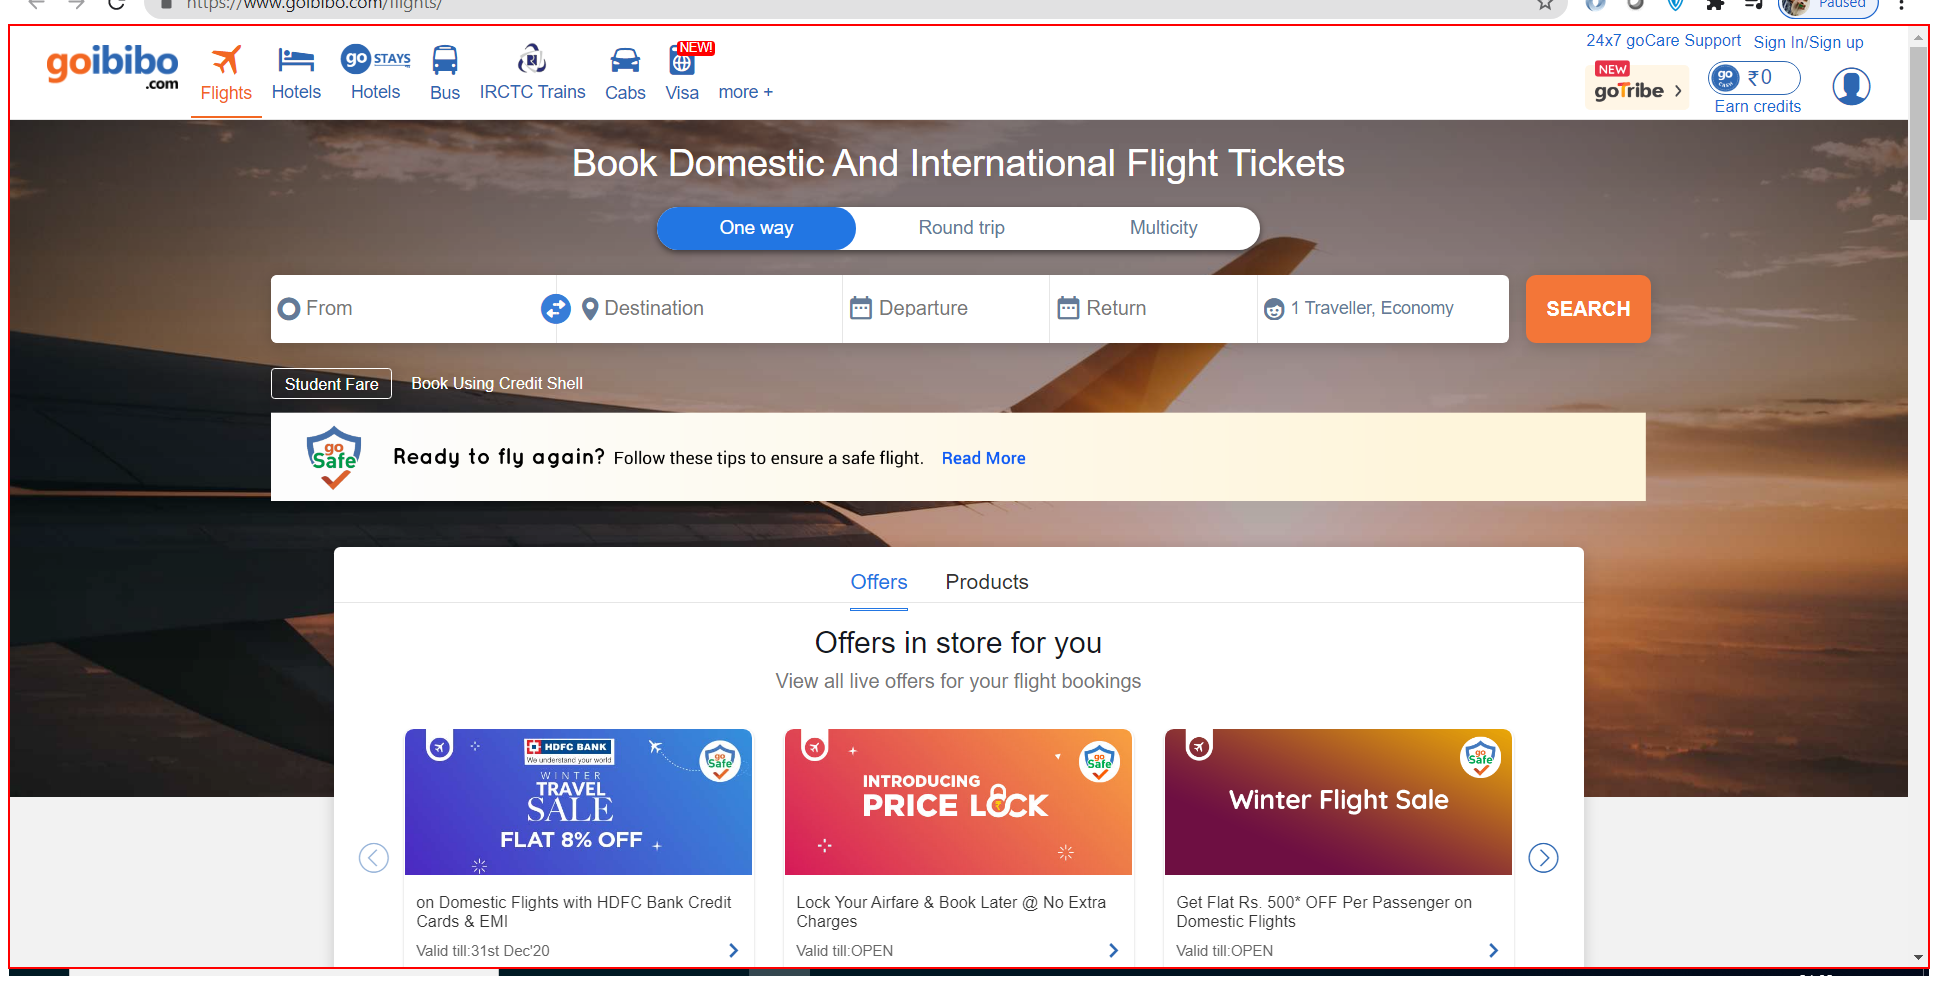 https://www.goibibo.com/flights/
Paused
goibibo
.com
Flights
Hotels
go STAYS
Hotels
Bus
IRCTC Trains
Cabs
NEW!
Visa
more +
24x7 goCare Support
Sign In/Sign up
NEW
goTribe
go
CASH
₹0
Earn credits
Book Domestic And International Flight Tickets
One way
Round trip
Multicity
From
Destination
Departure
Return
1 Traveller, Economy
SEARCH
Student Fare
Book Using Credit Shell
go
Safe
Ready to fly again? Follow these tips to ensure a safe flight. Read More
Offers
Products
Offers in store for you
View all live offers for your flight bookings
HDFC BANK
We understand your world
WINTER
TRAVEL
SALE
FLAT 8% OFF
go
Safe
on Domestic Flights with HDFC Bank Credit
Cards & EMI
Valid till:31st Dec'20
INTRODUCING
PRICE LOCK
go
Safe
Lock Your Airfare & Book Later @ No Extra
Charges
Valid till:OPEN
Winter Flight Sale
go
Safe
Get Flat Rs. 500* OFF Per Passenger on
Domestic Flights
Valid till:OPEN